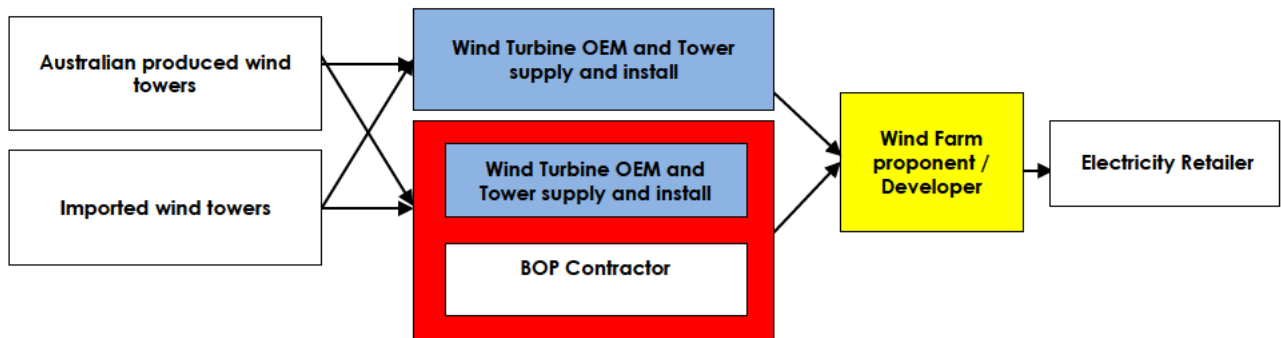 Australian produced wind
towers
Imported wind towers
Wind Turbine OEM and Tower
supply and install
Wind Turbine OEM and
Tower supply and install
BOP Contractor
Wind Farm
proponent /
Developer
Electricity Retailer